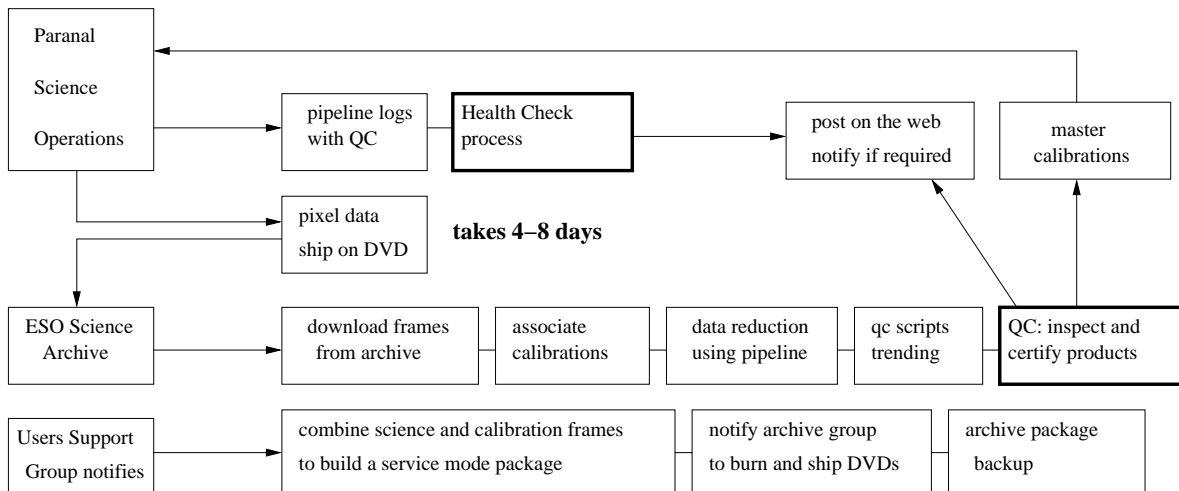 Paranal
Science
Operations
pipeline logs
with QC
Health Check
process
post on the web
notify if required
master
calibrations
pixel data
ship on DVD
takes 4–8 days
ESO Science
Archive
download frames
from archive
associate
calibrations
data reduction
using pipeline
qc scripts
trending
QC: inspect and
certify products
Users Support
Group notifies
combine science and calibration frames
to build a service mode package
notify archive group
to burn and ship DVDs
archive package
backup